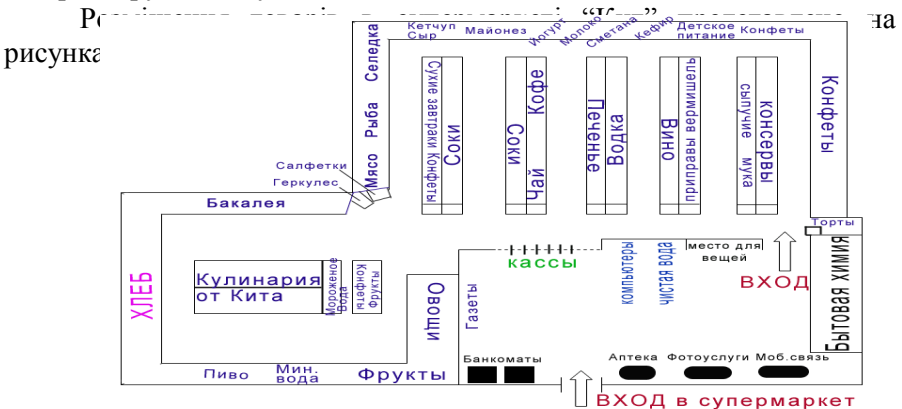 на
рисунка
Кетчуп
Сыр
Майонез
Йогурт
Молоко
Сметана
Кефир
Детское
питание
Конфеты
Мясо Рыба Селедка
Сухие завтраки Конфеты
Соки
Соки
Чай Кофе
Печенье
Водка
Вино
приправы вермишель
сыпучие мука
консервы
Конфеты
Салфетки
Геркулес
Бакалея
Торты
кассы
компьютеры
чистая вода
место для
вещей
ВХОД
Бытовая химия
ХЛЕБ
Кулинария
от Кита
Мороженое
Вода
Конфеты
Фрукты
Овощи
Газеты
Пиво
Мин.
вода
Фрукты
Банкоматы
Аптека Фотоуслуги Моб.связь
ВХОД в супермаркет